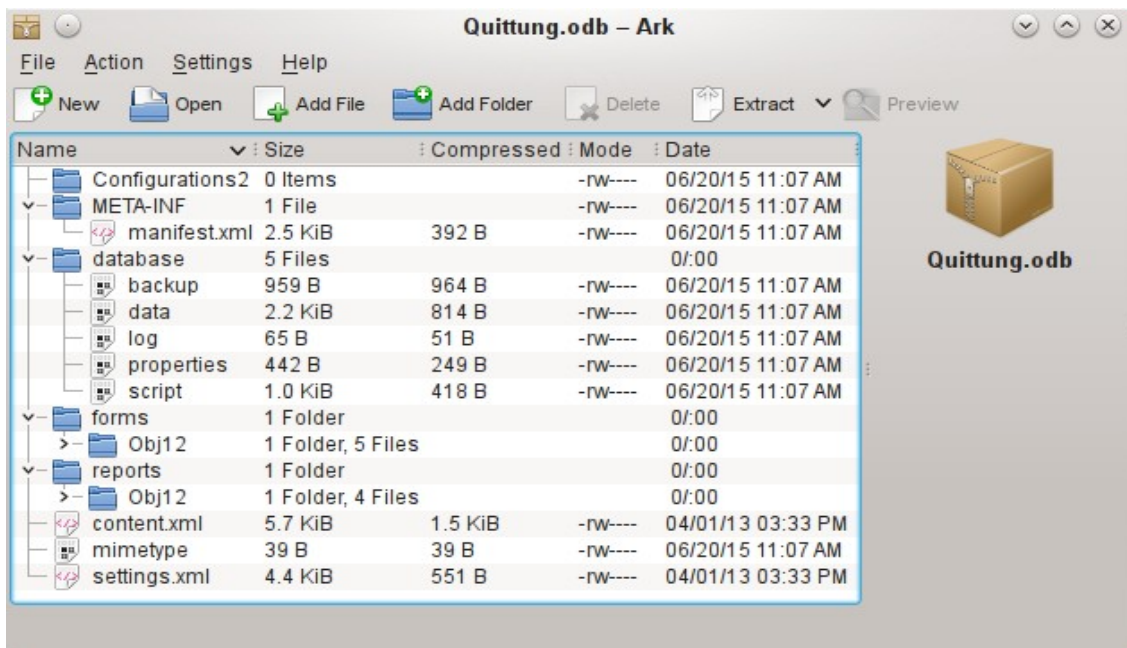 Quittung.odb – Ark
File Action Settings Help
New Open Add File Add Folder Delete Extract Preview
Name Size Compressed Mode Date
Configurations2 0 Items -rw---- 06/20/15 11:07 AM
META-INF 1 File -rw---- 06/20/15 11:07 AM
manifest.xml 2.5 KiB 392 B -rw---- 06/20/15 11:07 AM
database 5 Files 0/:00
backup 959 B 964 B -rw---- 06/20/15 11:07 AM
data 2.2 KiB 814 B -rw---- 06/20/15 11:07 AM
log 65 B 51 B -rw---- 06/20/15 11:07 AM
properties 442 B 249 B -rw---- 06/20/15 11:07 AM
script 1.0 KiB 418 B -rw---- 06/20/15 11:07 AM
forms 1 Folder 0/:00
Obj12 1 Folder, 5 Files 0/:00
reports 1 Folder 0/:00
Obj12 1 Folder, 4 Files 0/:00
content.xml 5.7 KiB 1.5 KiB -rw---- 04/01/13 03:33 PM
mimetype 39 B 39 B -rw---- 06/20/15 11:07 AM
settings.xml 4.4 KiB 551 B -rw---- 04/01/13 03:33 PM
Quittung.odb